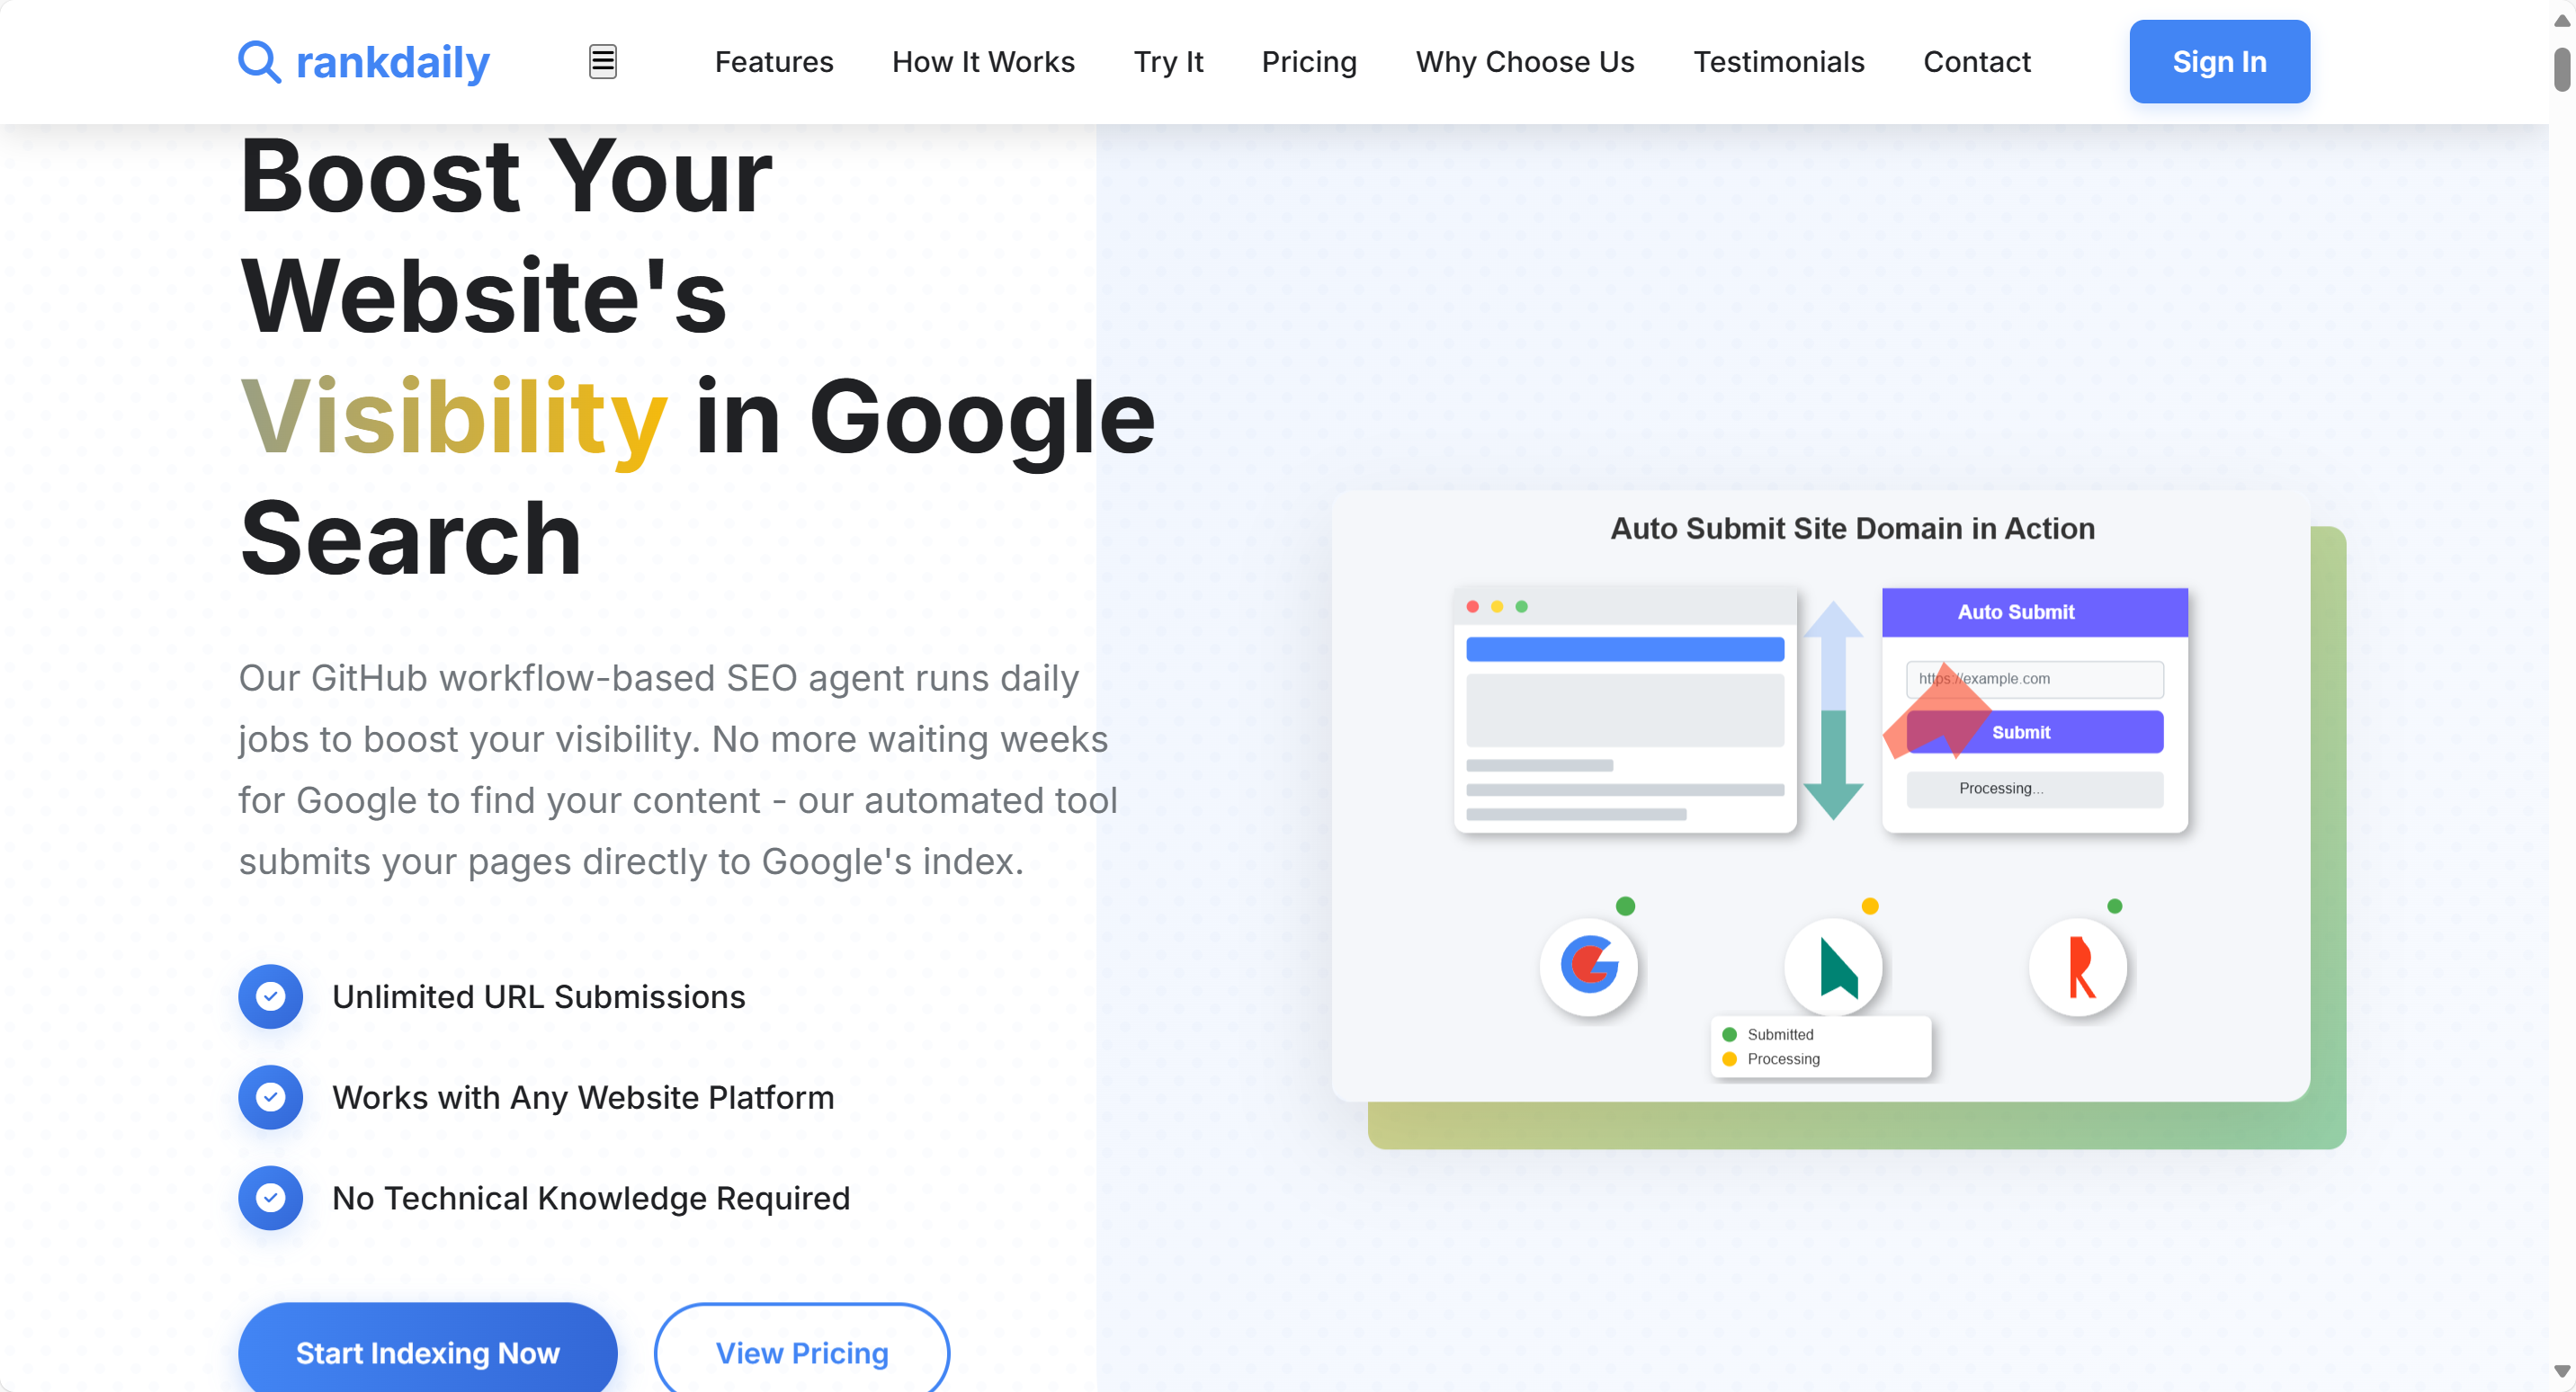 rankdaily
Features
How It Works
Try It
Pricing
Why Choose Us
Testimonials
Contact
Sign In
Boost Your
Website's
Visibility in Google
Search
Our GitHub workflow-based SEO agent runs daily
jobs to boost your visibility. No more waiting weeks
for Google to find your content - our automated tool
submits your pages directly to Google's index.
Unlimited URL Submissions
Works with Any Website Platform
No Technical Knowledge Required
Start Indexing Now
View Pricing
Auto Submit Site Domain in Action
Auto Submit
https://example.com
Submit
Processing...
G
R
Submitted
Processing